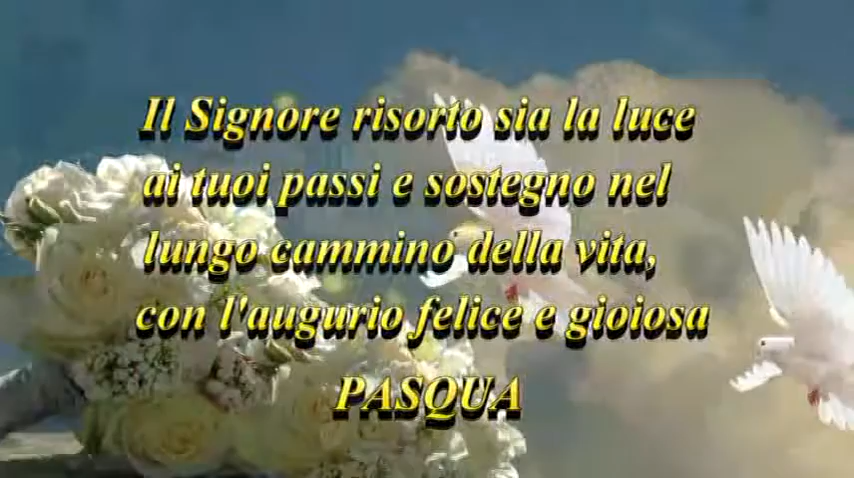 Il Signore risorto sia la luce
ai tuoi passi e sostegno nel
lungo cammino della vita,
con l'augurio felice e gioiosa
PASQUA